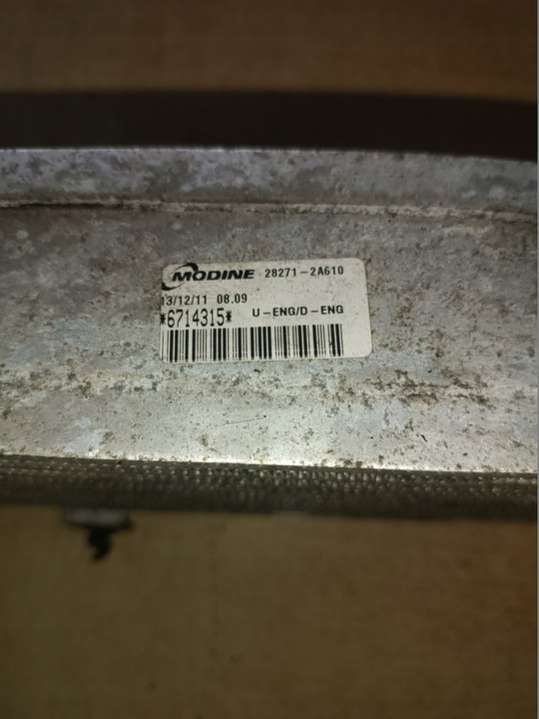 MODINE 28271-2A610
13/12/11 08.09
*6714315* U-ENG/D-ENG